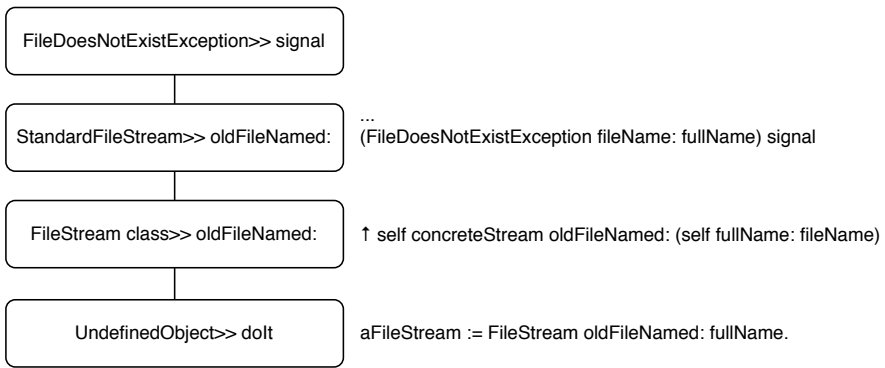 FileDoesNotExistException>> signal
...
StandardFileStream>> oldFileNamed: (FileDoesNotExistException fileName: fullName) signal
FileStream class>> oldFileNamed: ↑ self concreteStream oldFileNamed: (self fullName: fileName)
UndefinedObject>> doIt aFileStream := FileStream oldFileNamed: fullName.